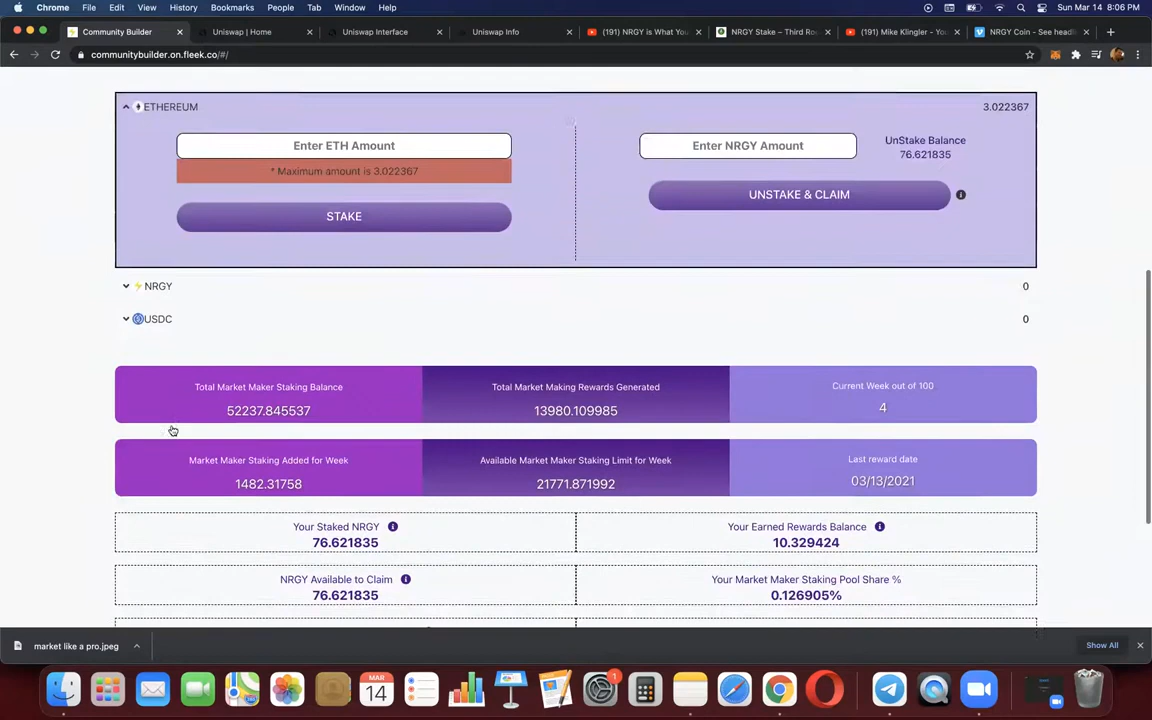 Chrome File Edit View History Bookmarks People Tab Window Help Sun Mar 14 8:06 PM
Community Builder Uniswap | Home Uniswap Interface Uniswap Info (191) NRGY is What You NRGY Stake – Third Ro (191) Mike Klingler - Yo NRGY Coin - See head
communitybuilder.on.fleek.co/#/
ETHEREUM 3.022367
Enter ETH Amount
* Maximum amount is 3.022367
STAKE
Enter NRGY Amount
UnStake Balance
76.621835
UNSTAKE & CLAIM
NRGY 0
USDC 0
Total Market Maker Staking Balance
52237.845537
Total Market Making Rewards Generated
13980.109985
Current Week out of 100
4
Market Maker Staking Added for Week
1482.31758
Available Market Maker Staking Limit for Week
21771.871992
Last reward date
03/13/2021
Your Staked NRGY
76.621835
Your Earned Rewards Balance
10.329424
NRGY Available to Claim
76.621835
Your Market Maker Staking Pool Share %
0.126905%
market like a pro.jpeg Show All
MAR
14
1